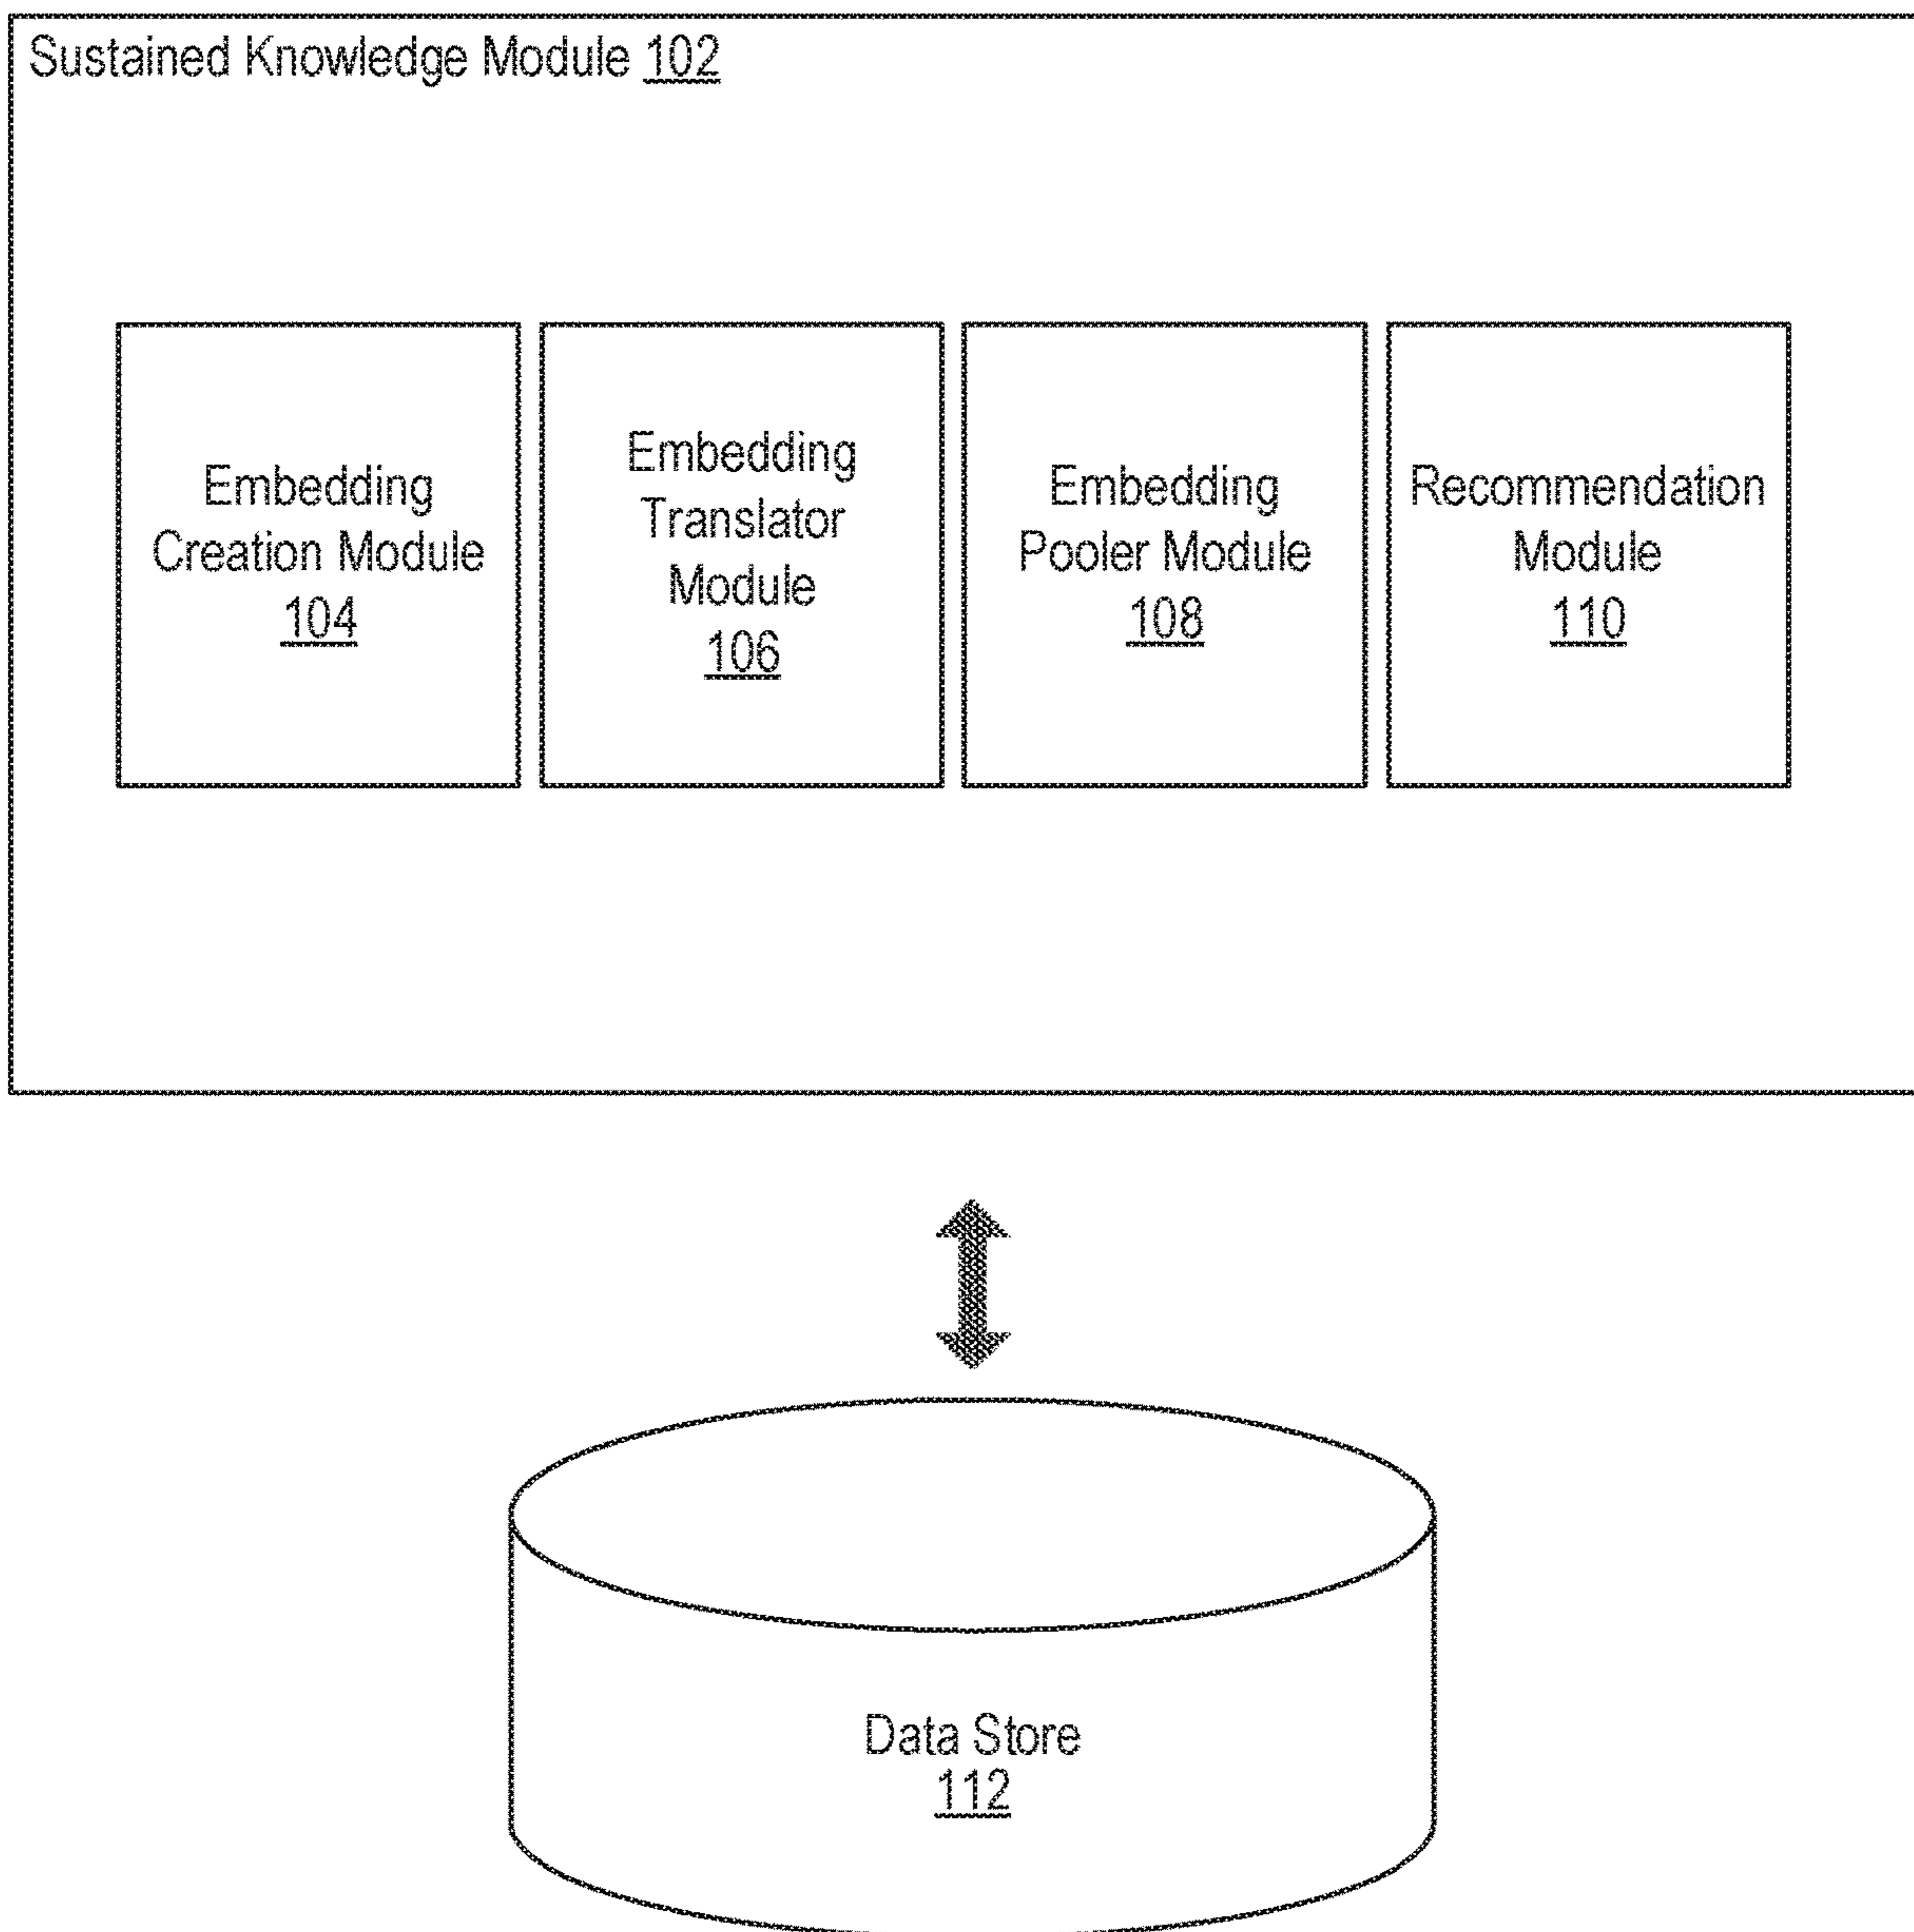 Sustained Knowledge Module 102
Embedding
Creation Module
104
Embedding
Translator
Module
106
Embedding
Pooler Module
108
Recommendation
Module
110
Data Store
112